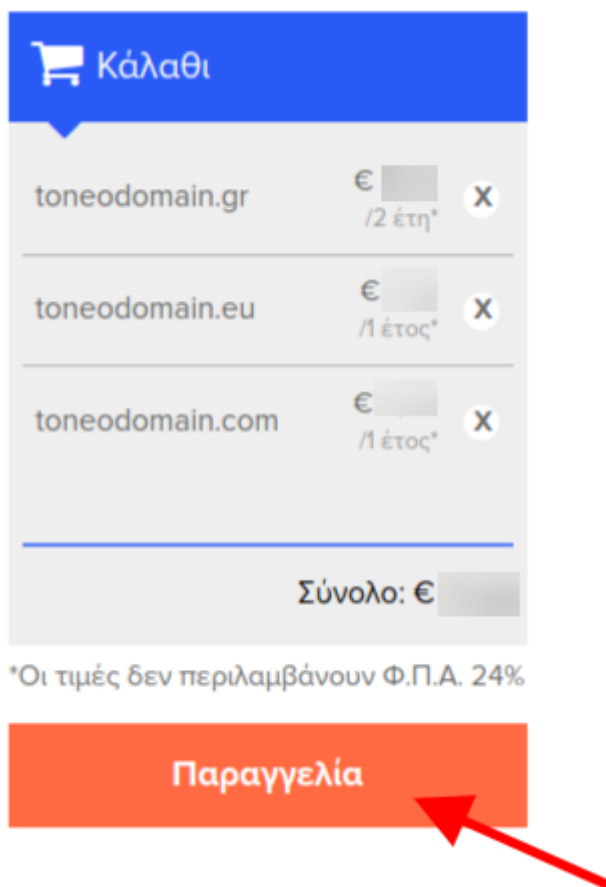 Κάλαθι
toneodomain.gr €
/2 έτη*
X
toneodomain.eu €
/1 έτος*
X
toneodomain.com €
/1 έτος*
X
Σύνολο: €
*Οι τιμές δεν περιλαμβάνουν Φ.Π.Α. 24%
Παραγγελία